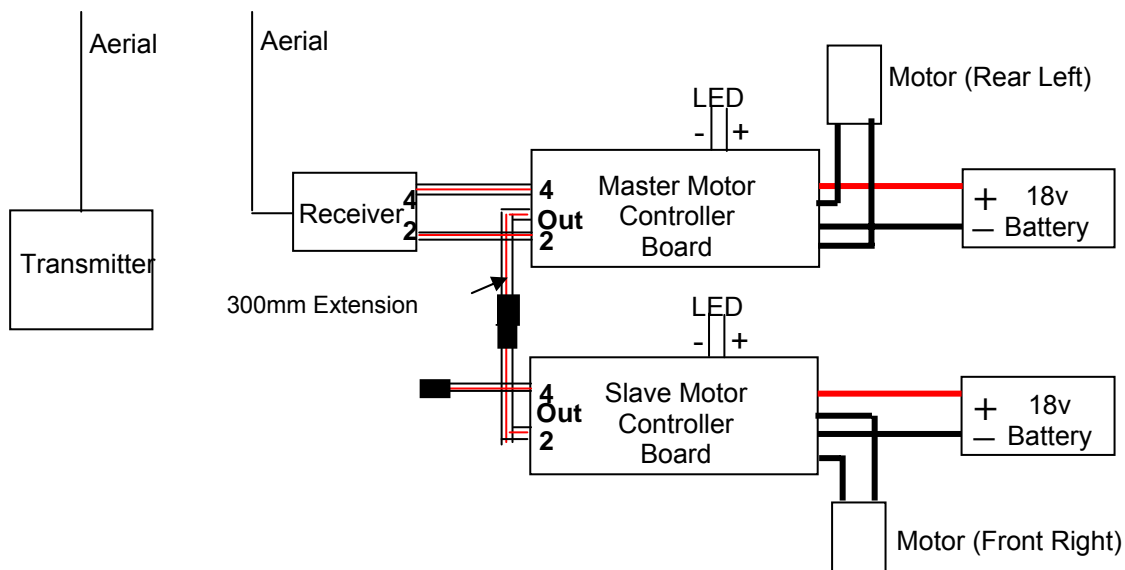 Aerial
Aerial
Transmitter
Receiver
4
2
300mm Extension
LED
- +
4
Out
2
Master Motor
Controller
Board
Motor (Rear Left)
+ 18v
– Battery
LED
- +
4
Out
2
Slave Motor
Controller
Board
+ 18v
– Battery
Motor (Front Right)